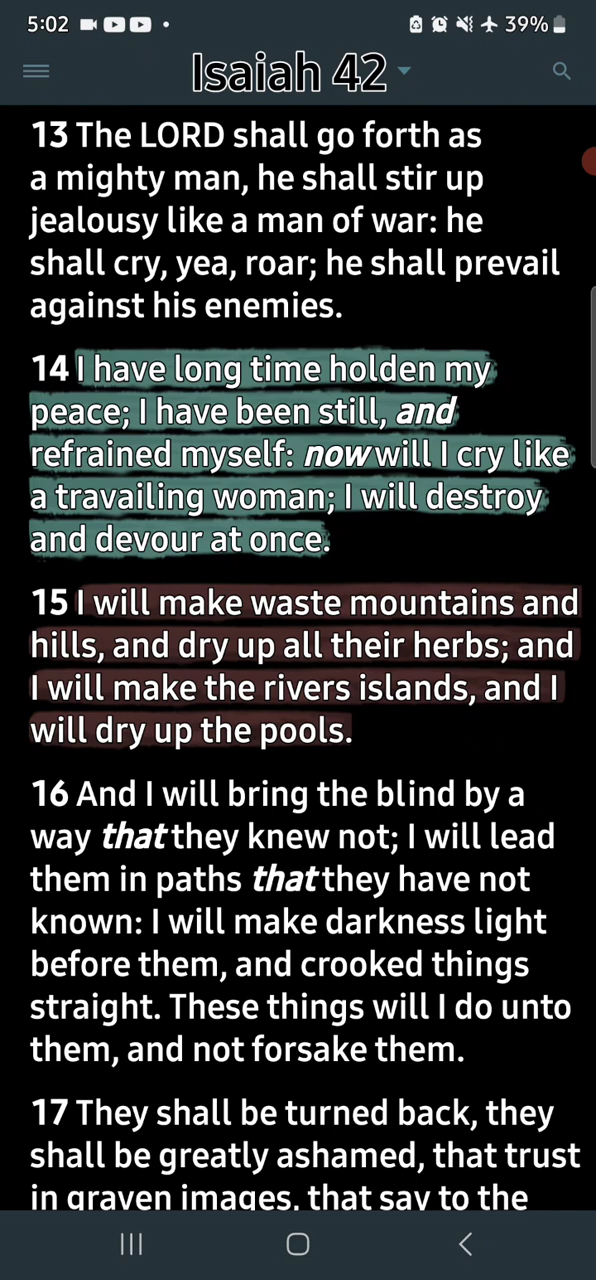 5:02
39%
Isaiah 42
13 The LORD shall go forth as
a mighty man, he shall stir up
jealousy like a man of war: he
shall cry, yea, roar; he shall prevail
against his enemies.
14 I have long time holden my
peace; I have been still, and
refrained myself: now will I cry like
a travailing woman; I will destroy
and devour at once.
15 I will make waste mountains and
hills, and dry up all their herbs; and
I will make the rivers islands, and I
will dry up the pools.
16 And I will bring the blind by a
way that they knew not; I will lead
them in paths that they have not
known: I will make darkness light
before them, and crooked things
straight. These things will I do unto
them, and not forsake them.
17 They shall be turned back, they
shall be greatly ashamed, that trust
in graven images, that say to the